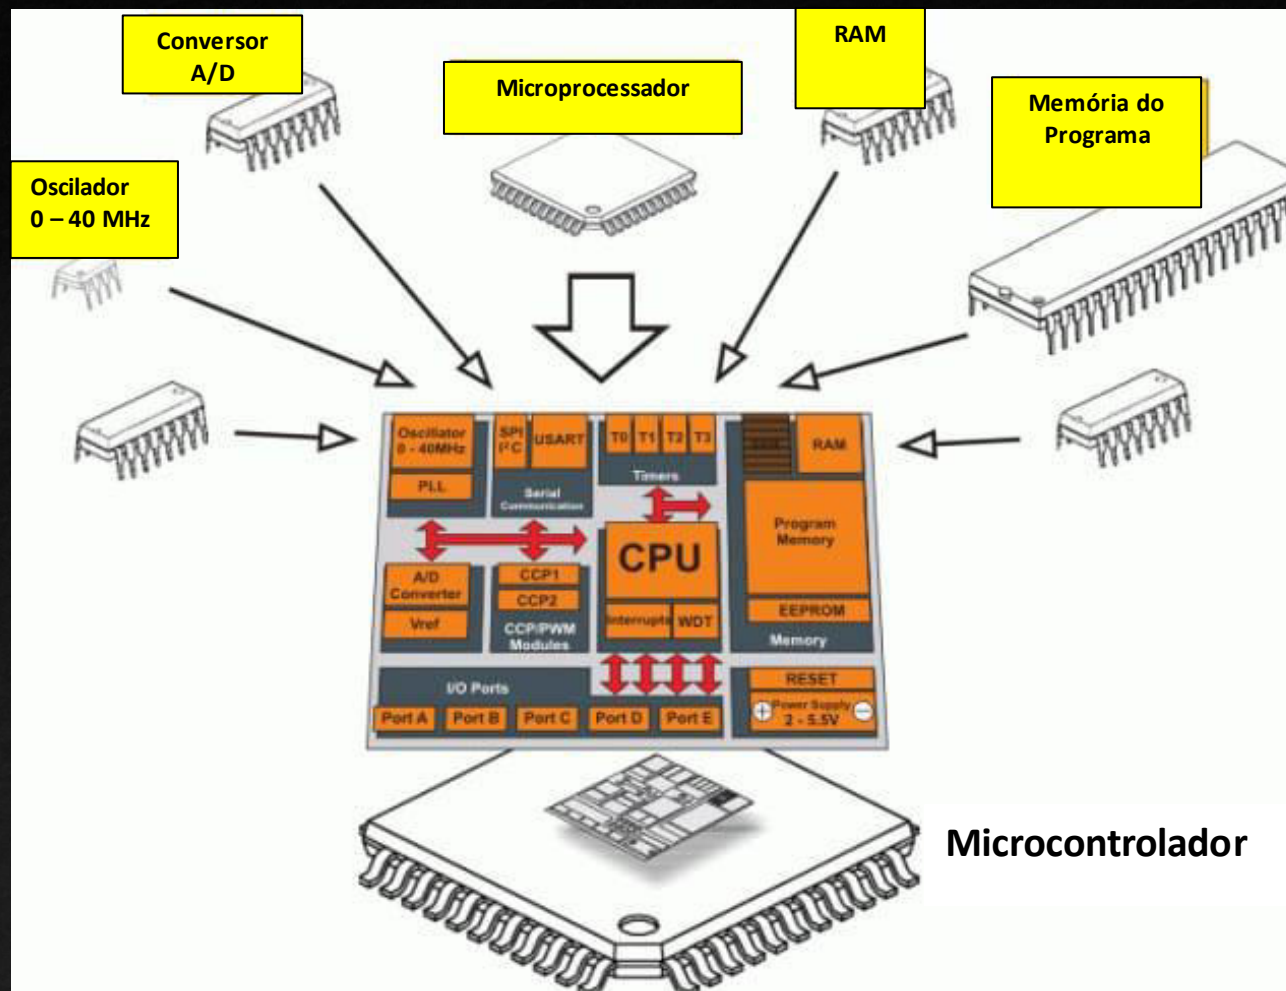 Conversor
A/D
Microprocessador
RAM
Memória do
Programa
Oscilador
0 – 40 MHz
Oscillator
0 - 40MHz
PLL
SPI
I²C
USART
Serial
Communication
T0 T1 T2 T3
Timers
RAM
Program
Memory
EEPROM
Memory
A/D
Converter
Vref
CCP1
CCP2
CCP/PWM
Modules
CPU
Interrupts
WDT
I/O Ports
Port A Port B Port C Port D Port E
RESET
Power Supply
2 - 5.5V
Microcontrolador